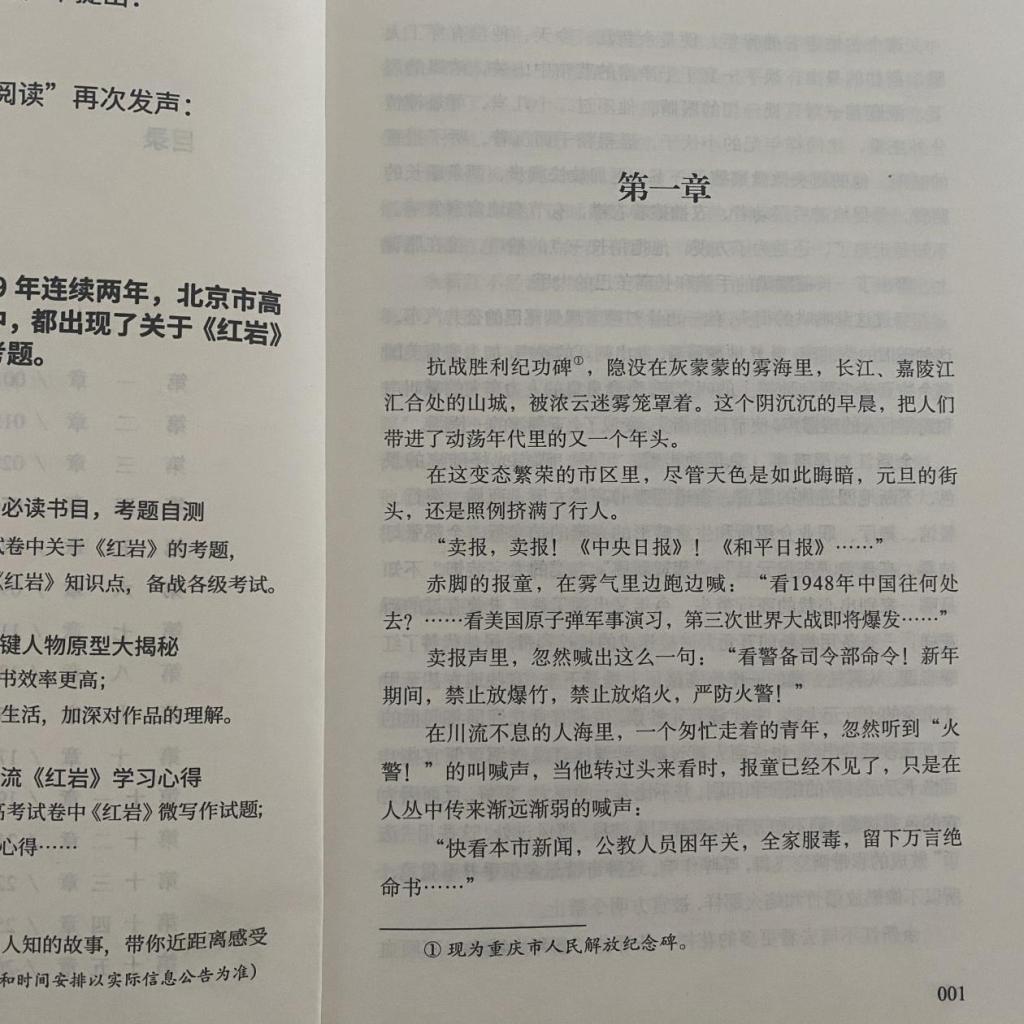 阅读”再次发声：
9 年连续两年，北京市高
中，都出现了关于《红岩》
考题。
必读书目，考题自测
试卷中关于《红岩》的考题，
《红岩》知识点，备战各级考试。
键人物原型大揭秘
书效率更高；
生活，加深对作品的理解。
流《红岩》学习心得
高考试卷中《红岩》微写作试题；
心得……
人知的故事，带你近距离感受
和时间安排以实际信息公告为准）
第一章
抗战胜利纪功碑①，隐没在灰蒙蒙的雾海里，长江、嘉陵江
汇合处的山城，被浓云迷雾笼罩着。这个阴沉沉的早晨，把人们
带进了动荡年代里的又一个年头。
在这变态繁荣的市区里，尽管天色是如此晦暗，元旦的街
头，还是照例挤满了行人。
“卖报，卖报！《中央日报》！《和平日报》……”
赤脚的报童，在雾气里边跑边喊：“看1948年中国往何处
去？……看美国原子弹军事演习，第三次世界大战即将爆发……”
卖报声里，忽然喊出这么一句：“看警备司令部命令！新年
期间，禁止放爆竹，禁止放焰火，严防火警！”
在川流不息的人海里，一个匆忙走着的青年，忽然听到“火
警！”的叫喊声，当他转过头来看时，报童已经不见了，只是在
人丛中传来渐远渐弱的喊声：
“快看本市新闻，公教人员困年关，全家服毒，留下万言绝
命书……”
① 现为重庆市人民解放纪念碑。
001